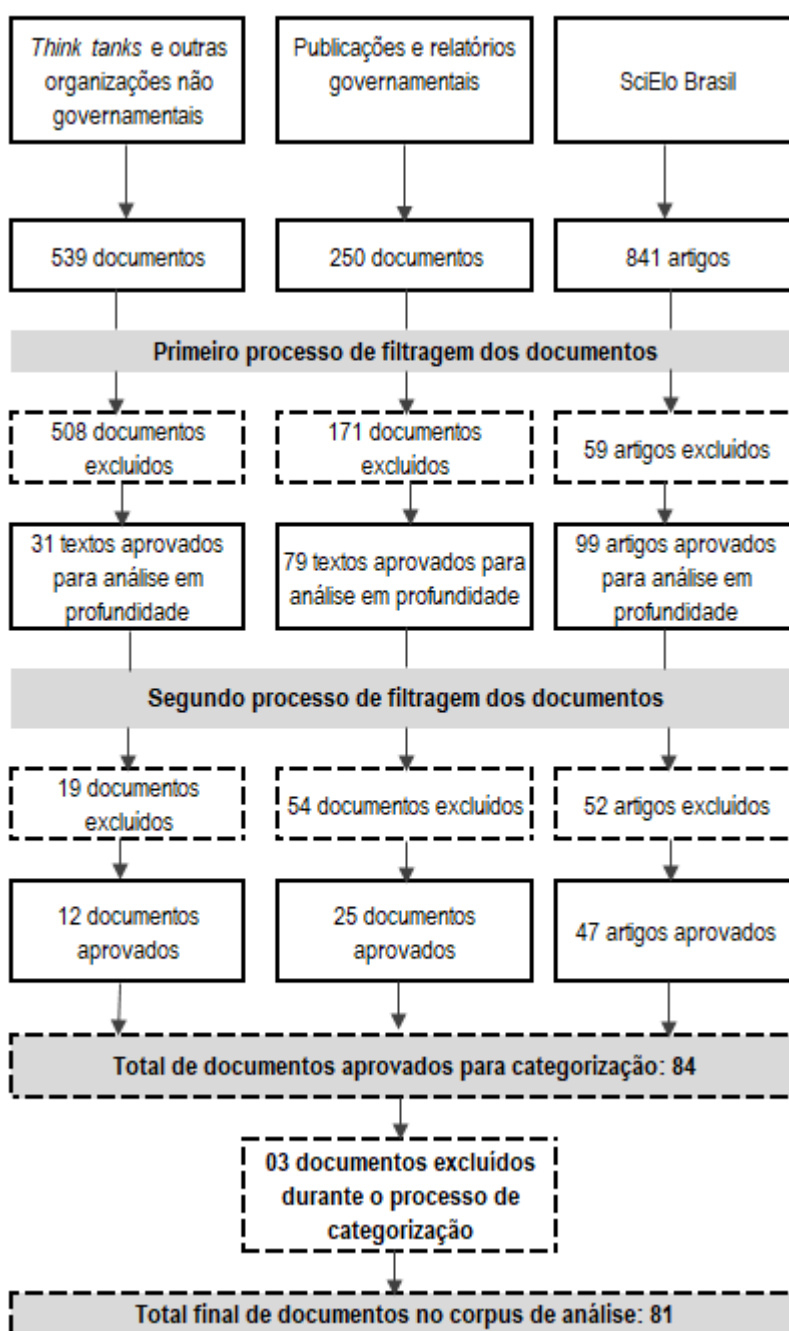 Think tanks e outras
organizações não
governamentais
Publicações e relatórios
governamentais
SciElo Brasil
539 documentos
250 documentos
841 artigos
Primeiro processo de filtragem dos documentos
508 documentos
excluídos
171 documentos
excluídos
59 artigos excluídos
31 textos aprovados
para análise em
profundidade
79 textos aprovados para
análise em profundidade
99 artigos aprovados
para análise em
profundidade
Segundo processo de filtragem dos documentos
19 documentos
excluídos
54 documentos excluídos
52 artigos excluídos
12 documentos
aprovados
25 documentos
aprovados
47 artigos aprovados
Total de documentos aprovados para categorização: 84
03 documentos excluídos
durante o processo de
categorização
Total final de documentos no corpus de análise: 81